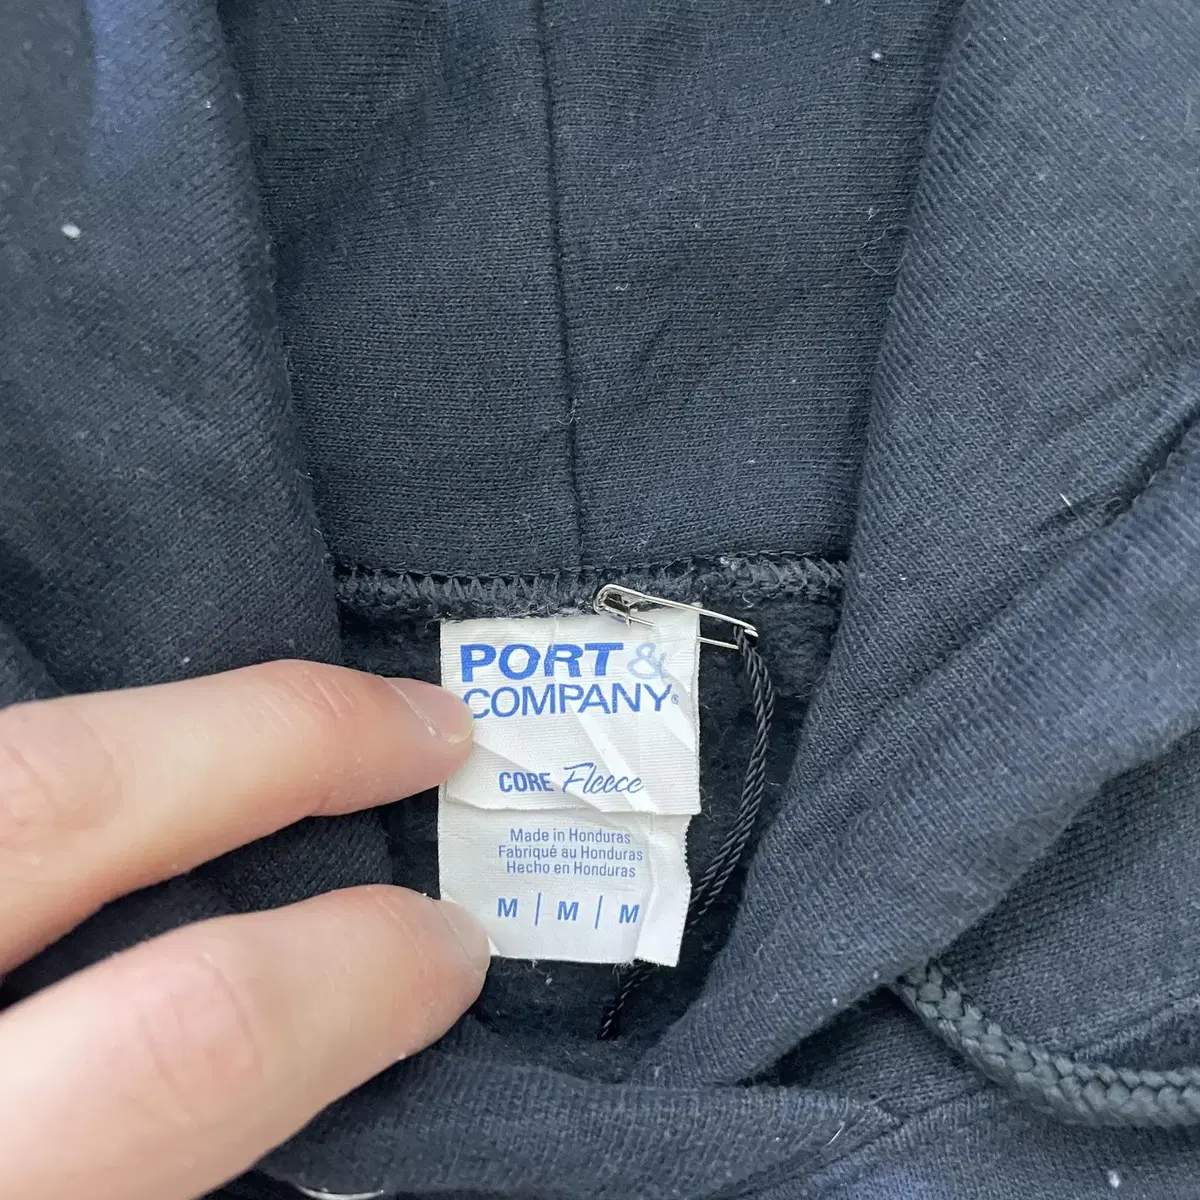 PORT &
COMPANY®
CORE Fleece
Made in Honduras
Fabriqué au Honduras
Hecho en Honduras
M | M | M